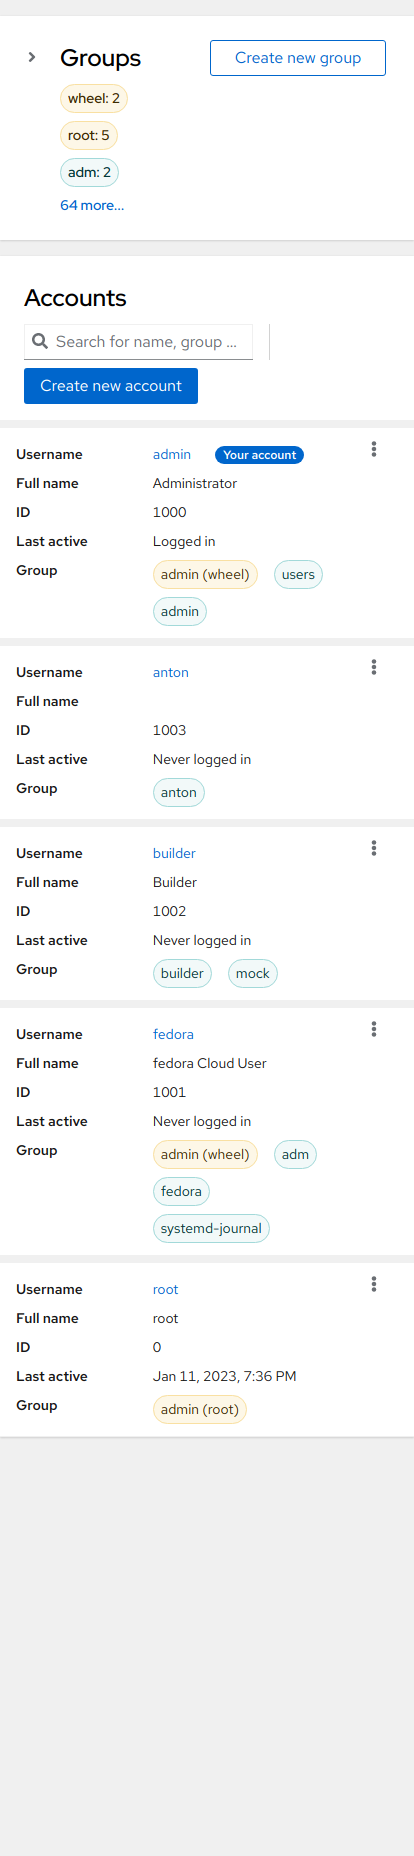 Groups
Create new group
wheel: 2
root: 5
adm: 2
64 more...
Accounts
Search for name, group ...
Create new account
Username admin Your account
Full name Administrator
ID 1000
Last active Logged in
Group admin (wheel) users
admin
Username anton
Full name
ID 1003
Last active Never logged in
Group anton
Username builder
Full name Builder
ID 1002
Last active Never logged in
Group builder mock
Username fedora
Full name fedora Cloud User
ID 1001
Last active Never logged in
Group admin (wheel) adm
fedora
systemd-journal
Username root
Full name root
ID 0
Last active Jan 11, 2023, 7:36 PM
Group admin (root)